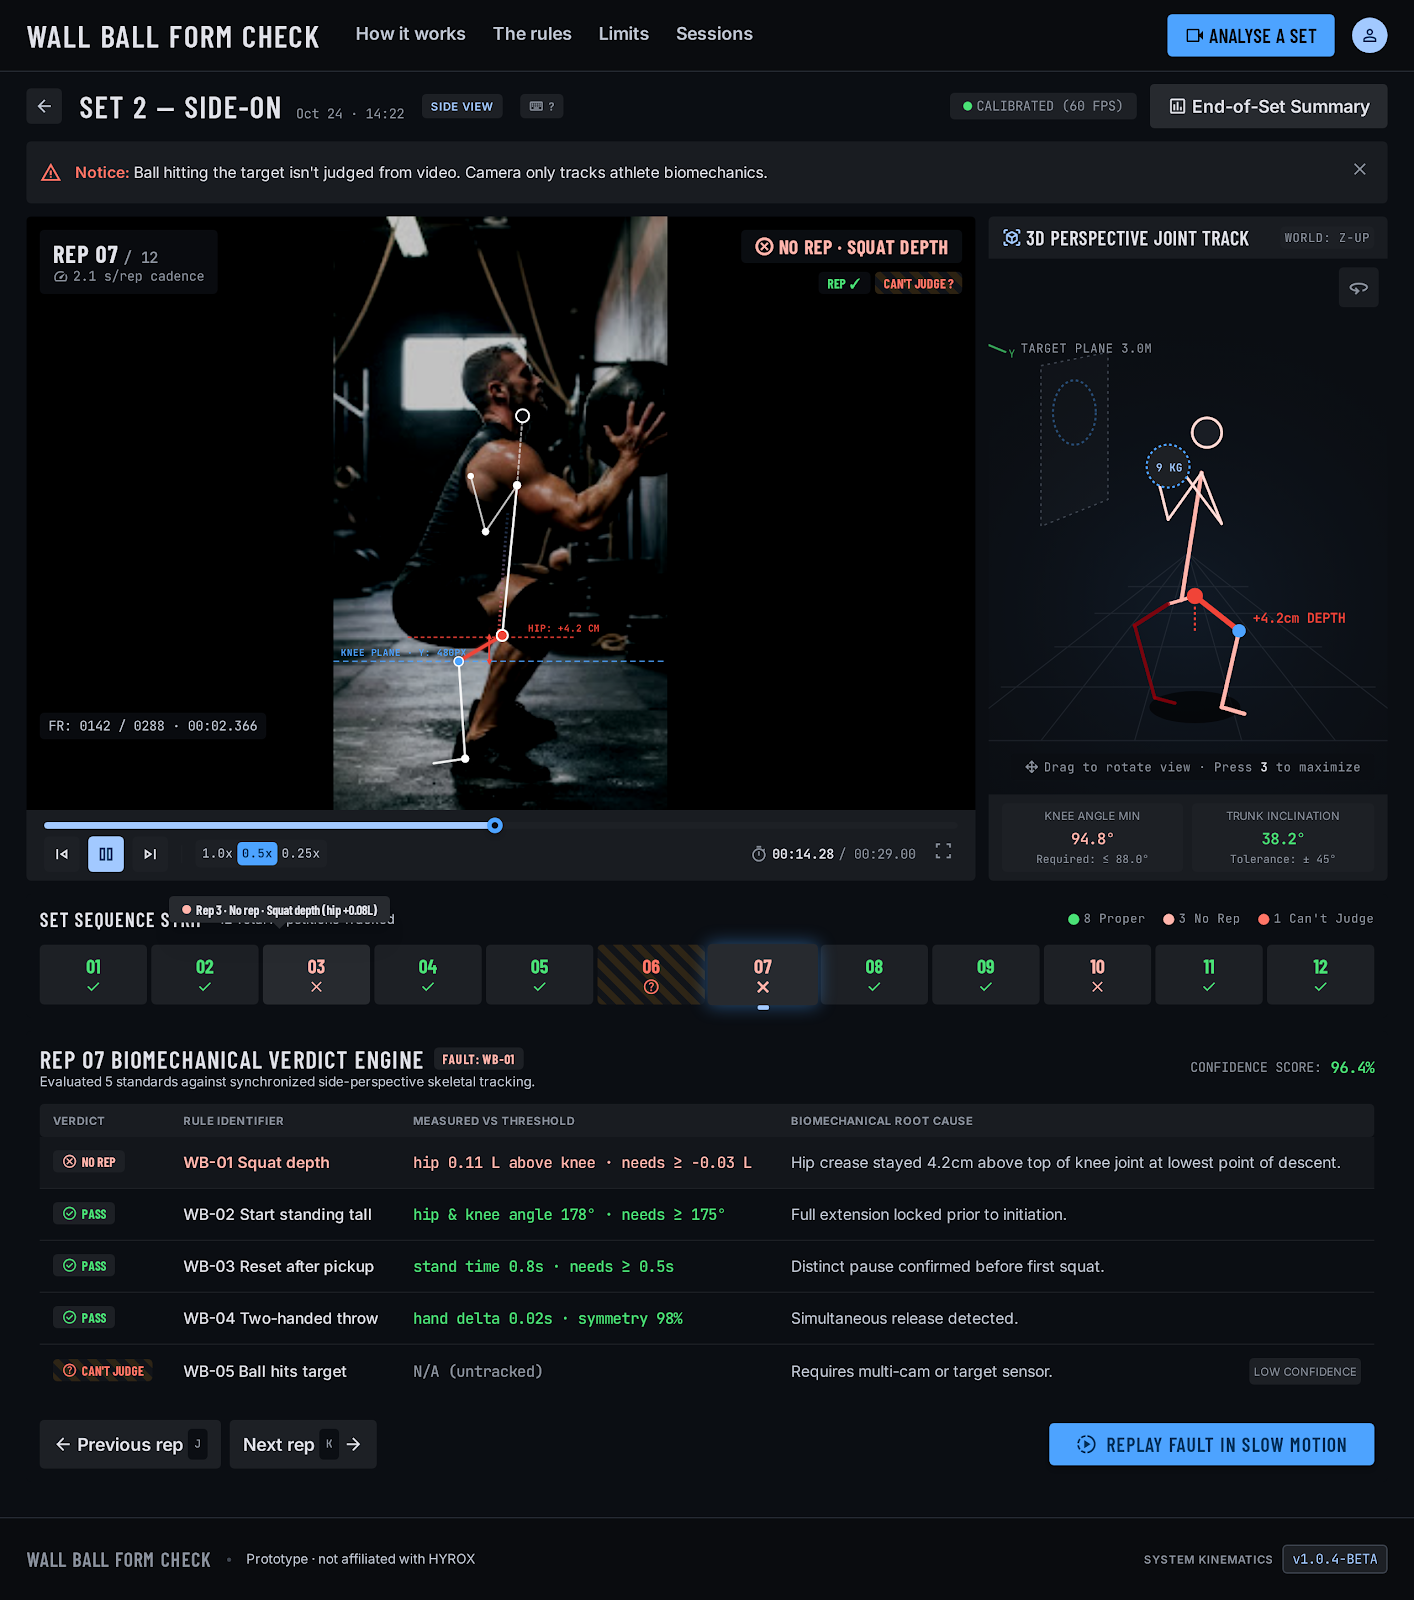 WALL BALL FORM CHECK
How it works
The rules
Limits
Sessions
ANALYSE A SET
SET 2 — SIDE-ON
Oct 24 · 14:22
SIDE VIEW
?
CALIBRATED (60 FPS)
End-of-Set Summary
Notice: Ball hitting the target isn't judged from video. Camera only tracks athlete biomechanics.
REP 07 / 12
2.1 s/rep cadence
NO REP · SQUAT DEPTH
REP ✓
CAN'T JUDGE ?
HIP: +4.2 CM
KNEE PLANE · Y: 480PX
FR: 0142 / 0288 · 00:02.366
1.0x
0.5x
0.25x
00:14.28 / 00:29.00
3D PERSPECTIVE JOINT TRACK
WORLD: Z-UP
Y
TARGET PLANE 3.0M
9 KG
+4.2cm DEPTH
Drag to rotate view · Press 3 to maximize
KNEE ANGLE MIN
94.8°
Required: ≤ 88.0°
TRUNK INCLINATION
38.2°
Tolerance: ± 45°
SET SEQUENCE
Rep 3 · No rep · Squat depth (hip +0.08L)
8 Proper
3 No Rep
1 Can't Judge
01
02
03
04
05
06
07
08
09
10
11
12
REP 07 BIOMECHANICAL VERDICT ENGINE
FAULT: WB-01
Evaluated 5 standards against synchronized side-perspective skeletal tracking.
CONFIDENCE SCORE: 96.4%
VERDICT
RULE IDENTIFIER
MEASURED VS THRESHOLD
BIOMECHANICAL ROOT CAUSE
NO REP
WB-01 Squat depth
hip 0.11 L above knee · needs ≥ -0.03 L
Hip crease stayed 4.2cm above top of knee joint at lowest point of descent.
PASS
WB-02 Start standing tall
hip & knee angle 178° · needs ≥ 175°
Full extension locked prior to initiation.
PASS
WB-03 Reset after pickup
stand time 0.8s · needs ≥ 0.5s
Distinct pause confirmed before first squat.
PASS
WB-04 Two-handed throw
hand delta 0.02s · symmetry 98%
Simultaneous release detected.
CAN'T JUDGE
WB-05 Ball hits target
N/A (untracked)
Requires multi-cam or target sensor.
LOW CONFIDENCE
Previous rep J
Next rep K
REPLAY FAULT IN SLOW MOTION
WALL BALL FORM CHECK
•
Prototype · not affiliated with HYROX
SYSTEM KINEMATICS
v1.0.4-BETA